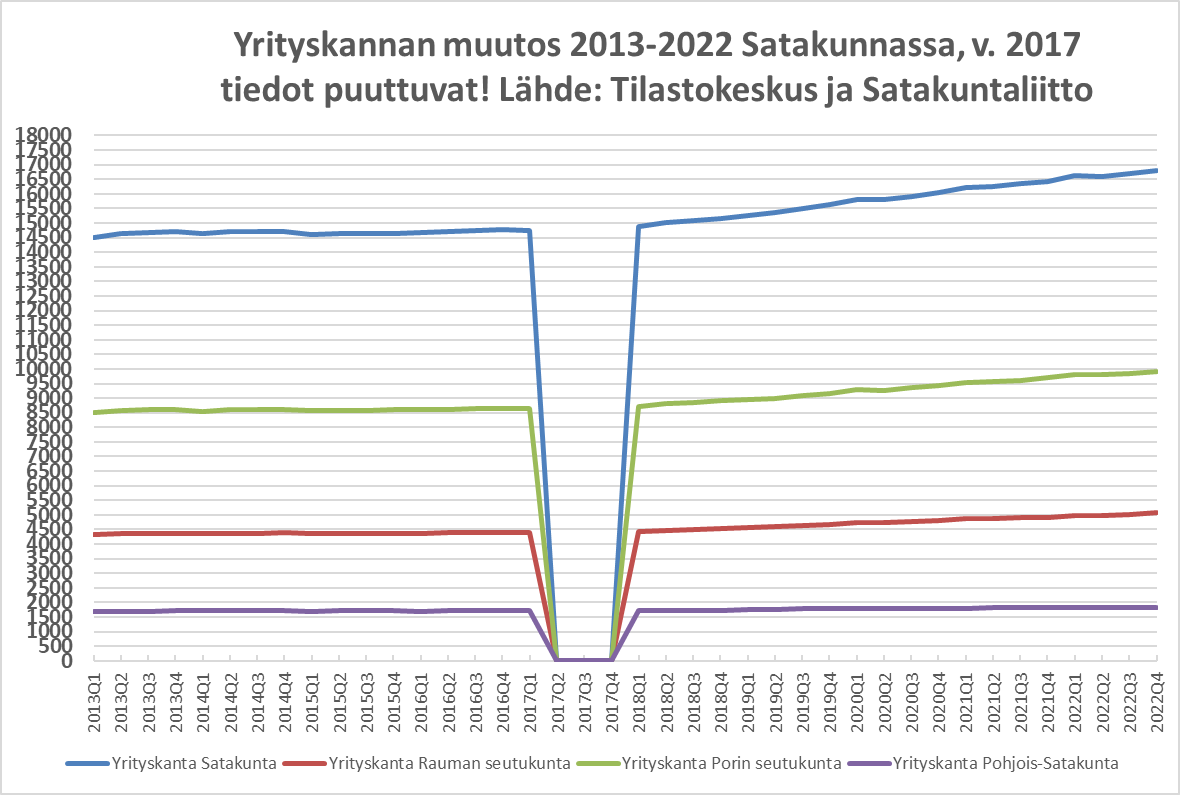 Yrityskannan muutos 2013-2022 Satakunnassa, v. 2017
tiedot puuttuvat! Lähde: Tilastokeskus ja Satakuntaliitto
18000
17500
17000
16500
16000
15500
15000
14500
14000
13500
13000
12500
12000
11500
11000
10500
10000
9500
9000
8500
8000
7500
7000
6500
6000
5500
5000
4500
4000
3500
3000
2500
2000
1500
1000
500
0
2013Q1
2013Q2
2013Q3
2013Q4
2014Q1
2014Q2
2014Q3
2014Q4
2015Q1
2015Q2
2015Q3
2015Q4
2016Q1
2016Q2
2016Q3
2016Q4
2017Q1
2017Q2
2017Q3
2017Q4
2018Q1
2018Q2
2018Q3
2018Q4
2019Q1
2019Q2
2019Q3
2019Q4
2020Q1
2020Q2
2020Q3
2020Q4
2021Q1
2021Q2
2021Q3
2021Q4
2022Q1
2022Q2
2022Q3
2022Q4
Yrityskanta Satakunta Yrityskanta Rauman seutukunta Yrityskanta Porin seutukunta Yrityskanta Pohjois-Satakunta